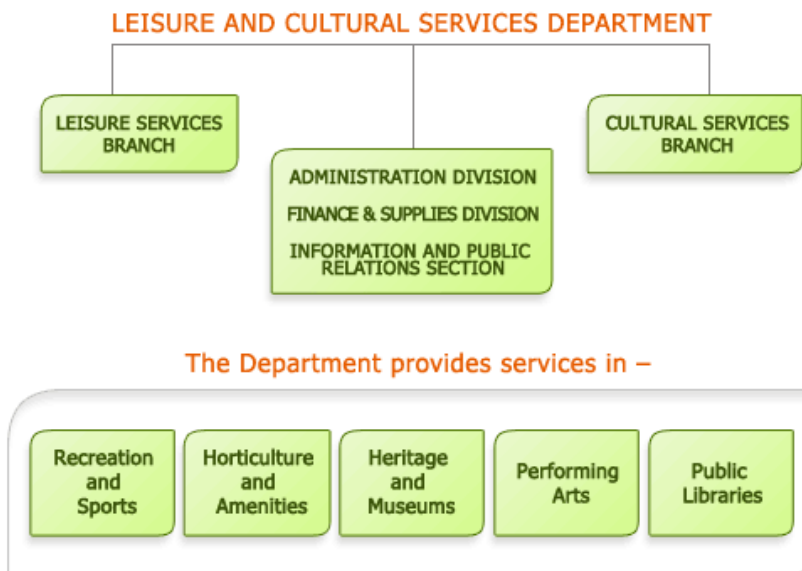 LEISURE AND CULTURAL SERVICES DEPARTMENT
LEISURE SERVICES
BRANCH
CULTURAL SERVICES
BRANCH
ADMINISTRATION DIVISION
FINANCE & SUPPLIES DIVISION
INFORMATION AND PUBLIC
RELATIONS SECTION
The Department provides services in –
Recreation
and
Sports
Horticulture
and
Amenities
Heritage
and
Museums
Performing
Arts
Public
Libraries